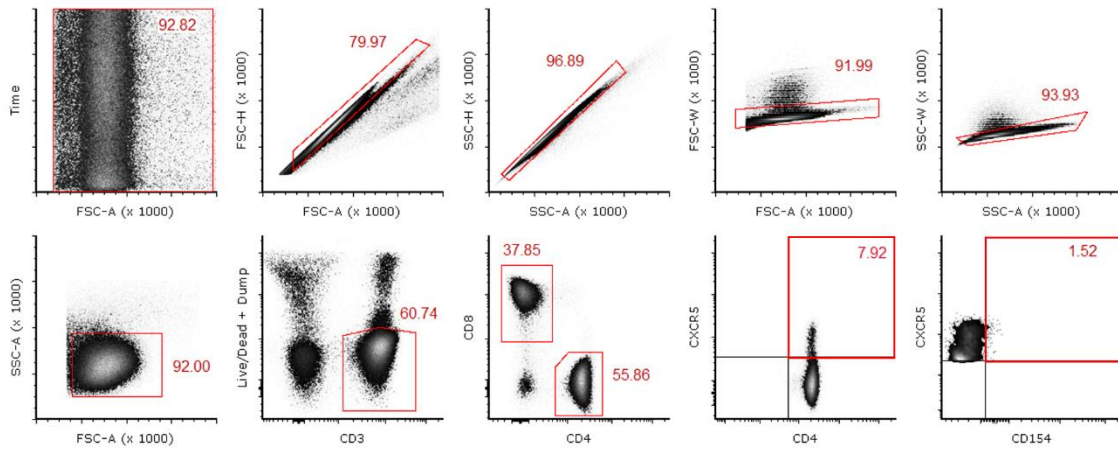 92.82
Time
FSC-A (x 1000)
79.97
FSC-H (x 1000)
FSC-A (x 1000)
96.89
SSC-H (x 1000)
SSC-A (x 1000)
91.99
FSC-W (x 1000)
FSC-A (x 1000)
93.93
SSC-W (x 1000)
SSC-A (x 1000)
SSC-A (x 1000)
92.00
FSC-A (x 1000)
Live/Dead + Dump
60.74
CD3
37.85
CD8
55.86
CD4
7.92
CXCR5
CD4
1.52
CXCR5
CD154